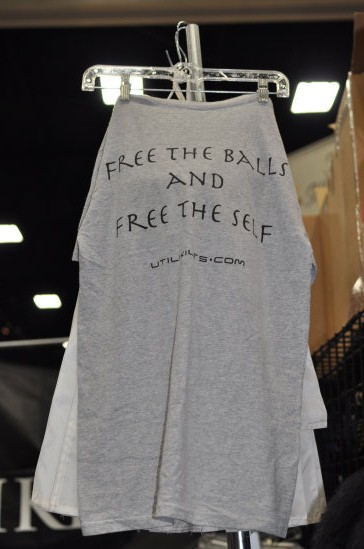 FREE THE BALLS
AND
FREE THE SELF
UTILIKILTS.COM